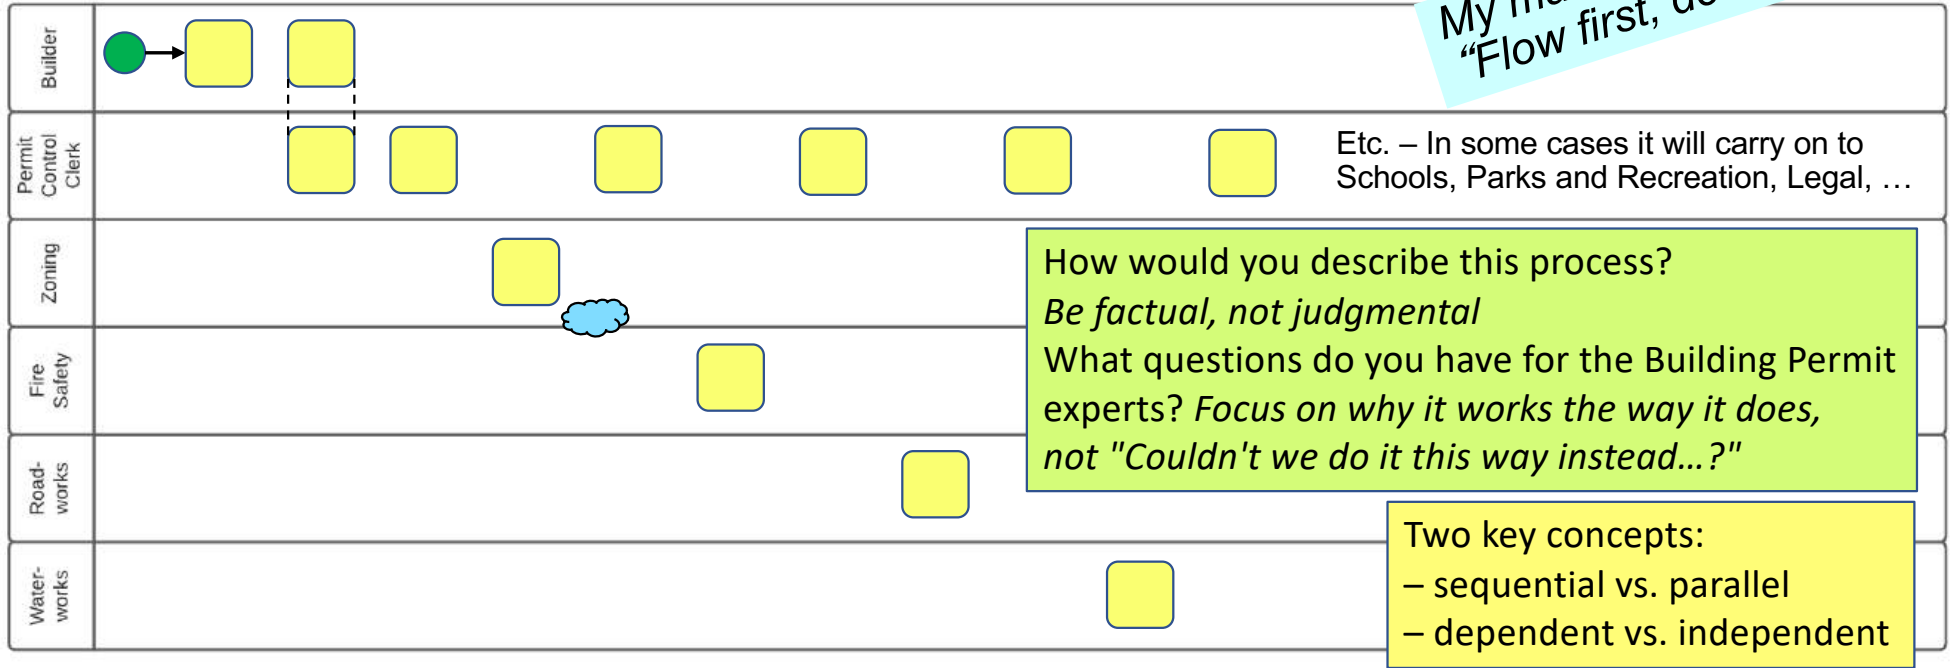 My
“Flow first,
Builder
Permit
Control
Clerk
Etc. – In some cases it will carry on to
Schools, Parks and Recreation, Legal, …
Zoning
How would you describe this process?
Be factual, not judgmental
What questions do you have for the Building Permit
experts? Focus on why it works the way it does,
not "Couldn't we do it this way instead…?"
Fire
Safety
Road-
works
Two key concepts:
– sequential vs. parallel
– dependent vs. independent
Water-
works